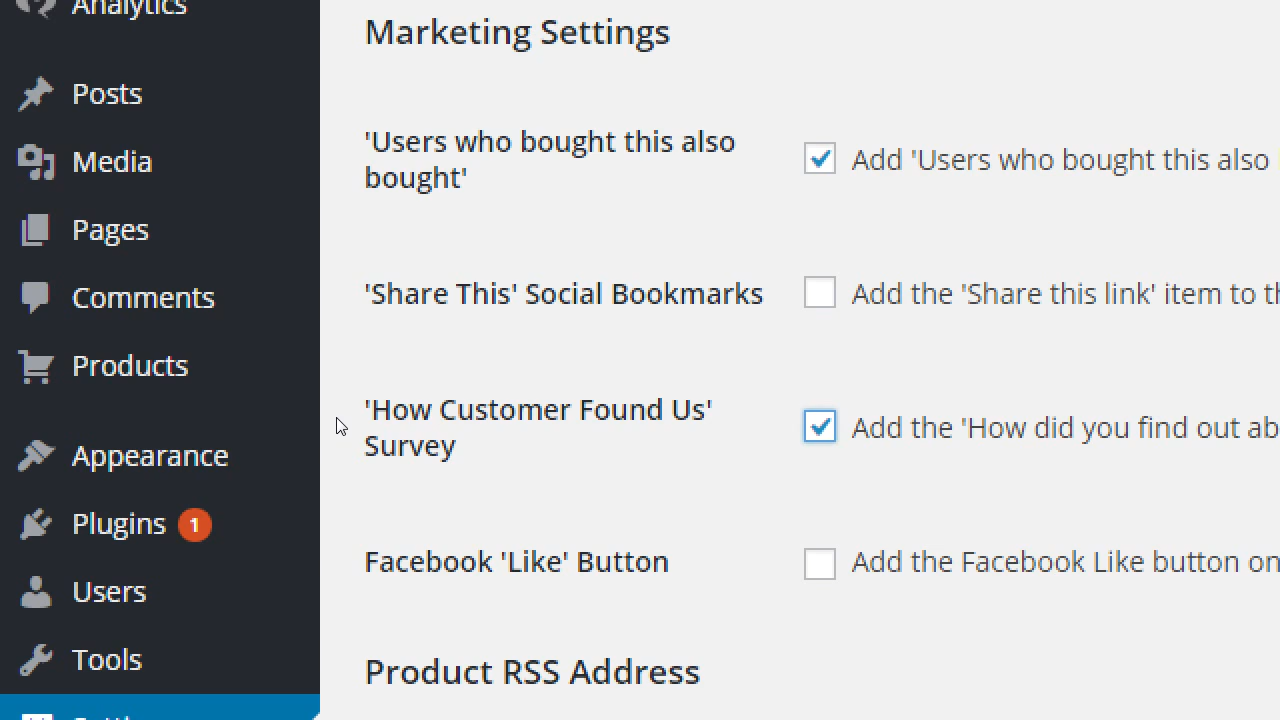 Analytics
Marketing Settings
Posts
'Users who bought this also
bought'
Add 'Users who bought this also
Media
Pages
Comments
'Share This' Social Bookmarks
Add the 'Share this link' item to
Products
'How Customer Found Us'
Survey
Add the 'How did you find out
Appearance
Plugins 1
Facebook 'Like' Button
Add the Facebook Like button on
Users
Tools
Product RSS Address